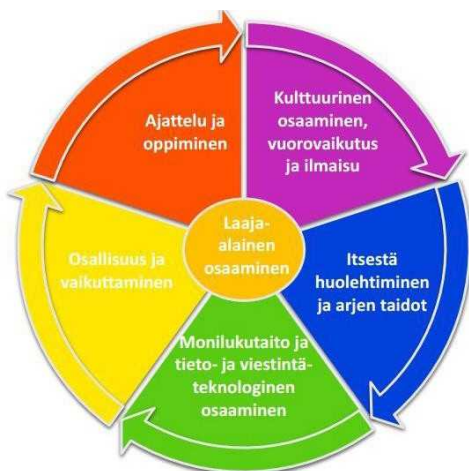 Ajattelu ja
oppiminen
Kulttuurinen
osaaminen,
vuorovaikutus
ja ilmaisu
Laaja-
alainen
osaaminen
Osallisuus ja
vaikuttaminen
Itsestä
huolehtiminen
ja arjen taidot
Monilukutaito ja
tieto- ja viestintä-
teknologinen
osaaminen